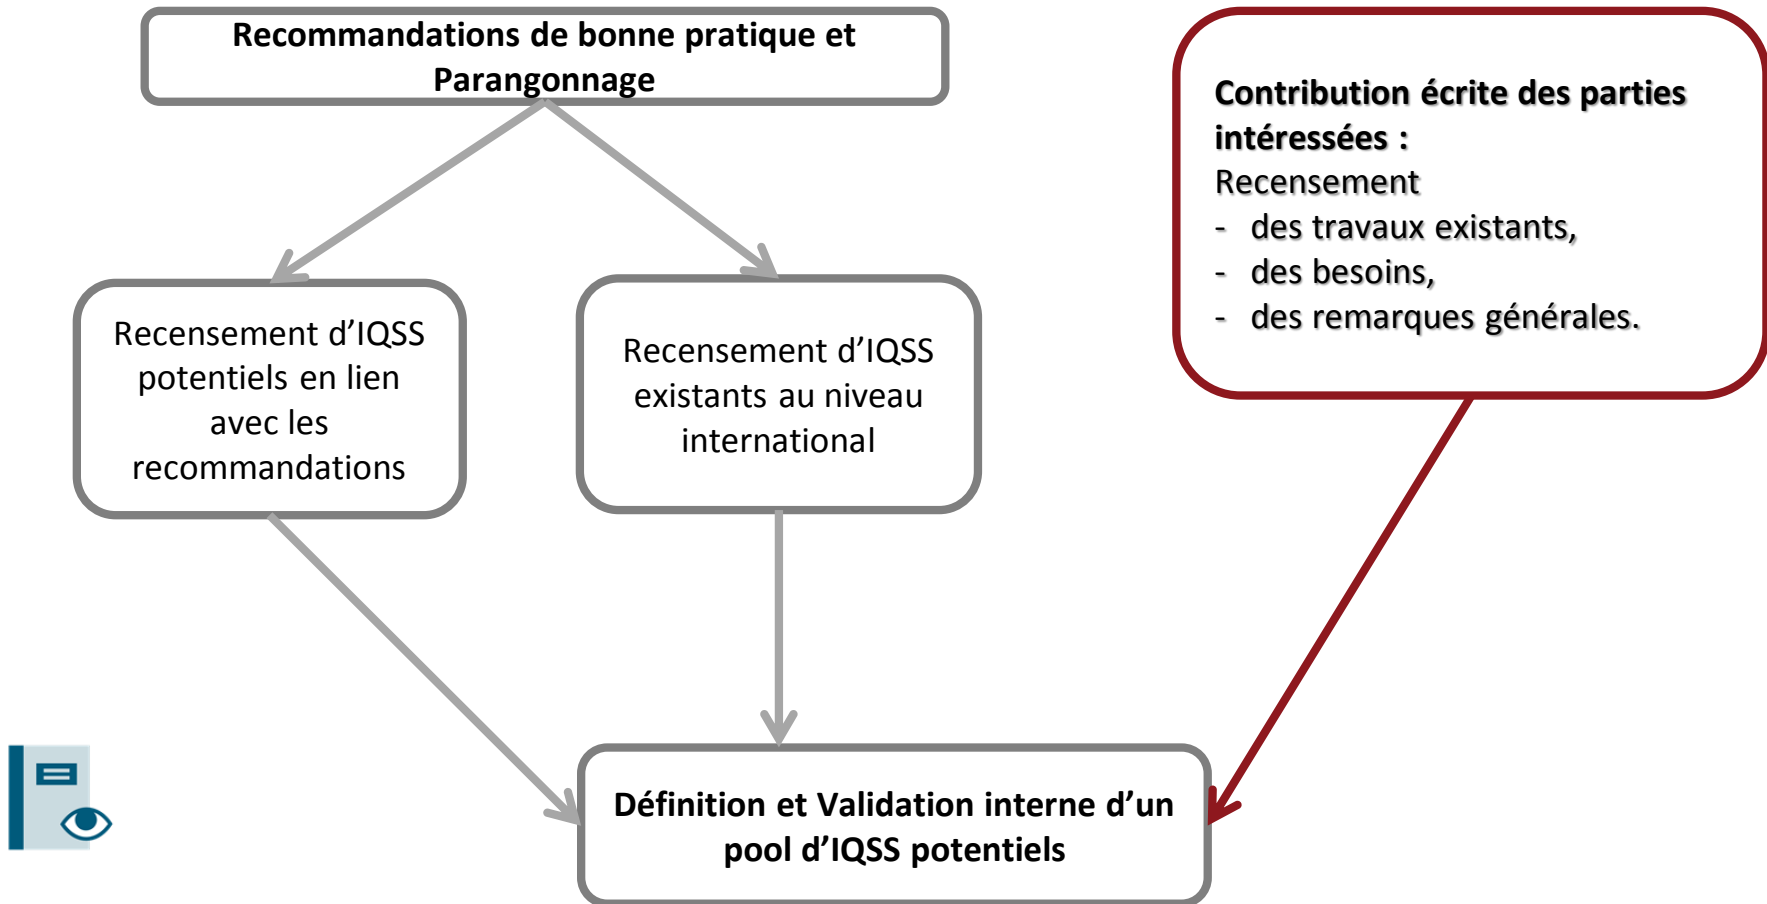 Recommandations de bonne pratique et
Parangonnage
Contribution écrite des parties
intéressées :
Recensement
- des travaux existants,
- des besoins,
- des remarques générales.
Recensement d’IQSS
potentiels en lien
avec les
recommandations
Recensement d’IQSS
existants au niveau
international
Définition et Validation interne d’un
pool d’IQSS potentiels